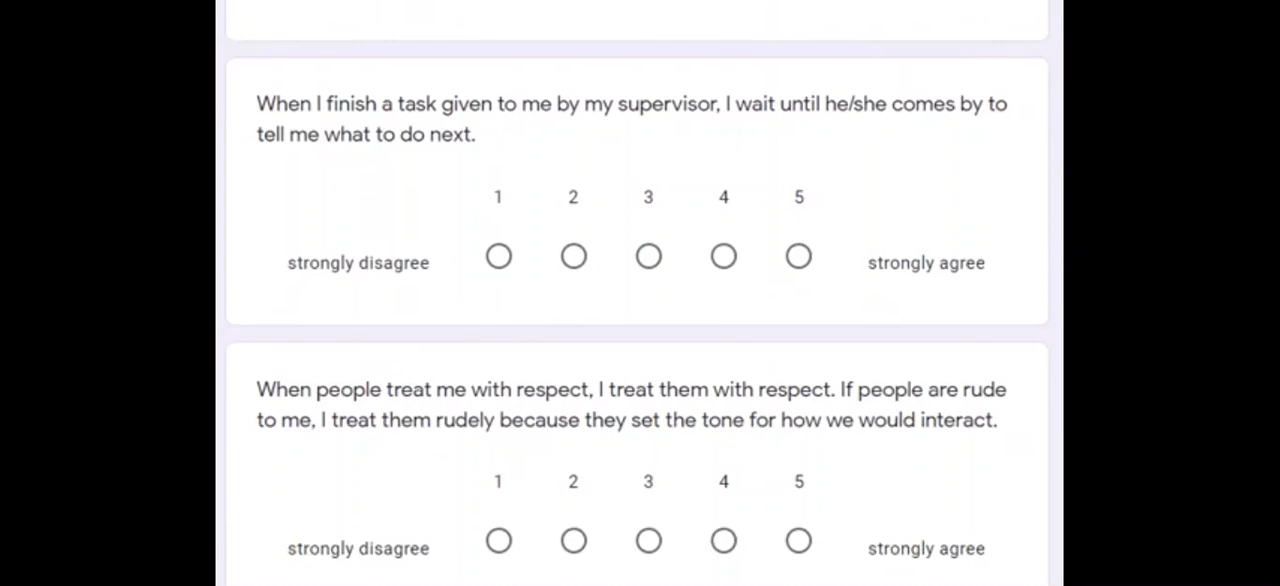 When I finish a task given to me by my supervisor, I wait until he/she comes by to
tell me what to do next.
1 2 3 4 5
strongly disagree strongly agree
When people treat me with respect, I treat them with respect. If people are rude
to me, I treat them rudely because they set the tone for how we would interact.
1 2 3 4 5
strongly disagree strongly agree